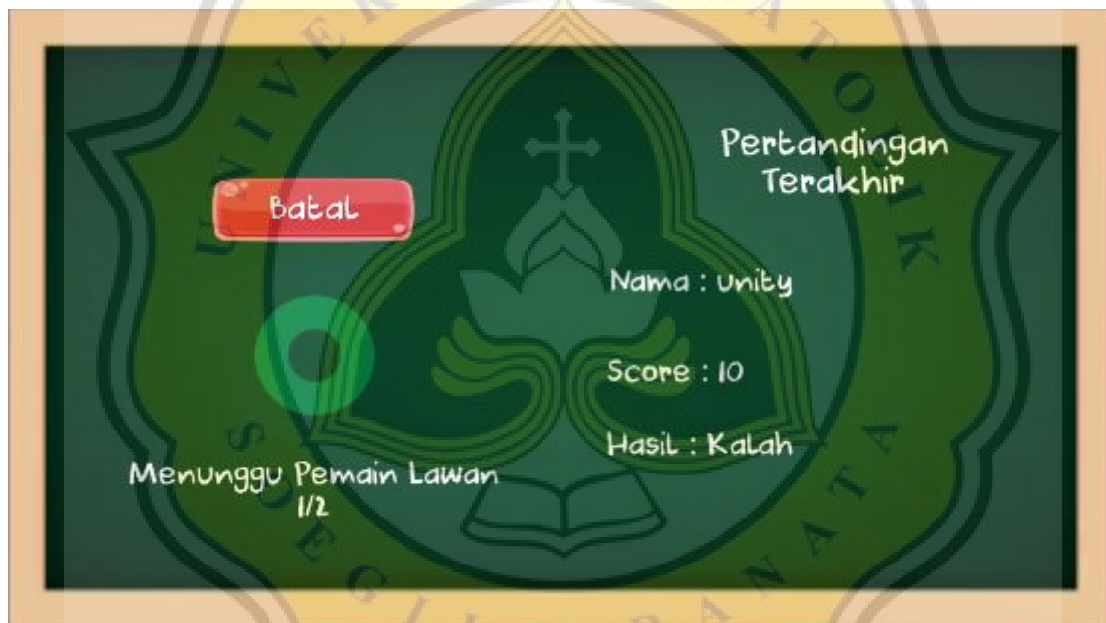 Batal
Menunggu Pemain Lawan
1/2
Pertandingan
Terakhir
Nama : unity
Score : 10
Hasil : Kalah